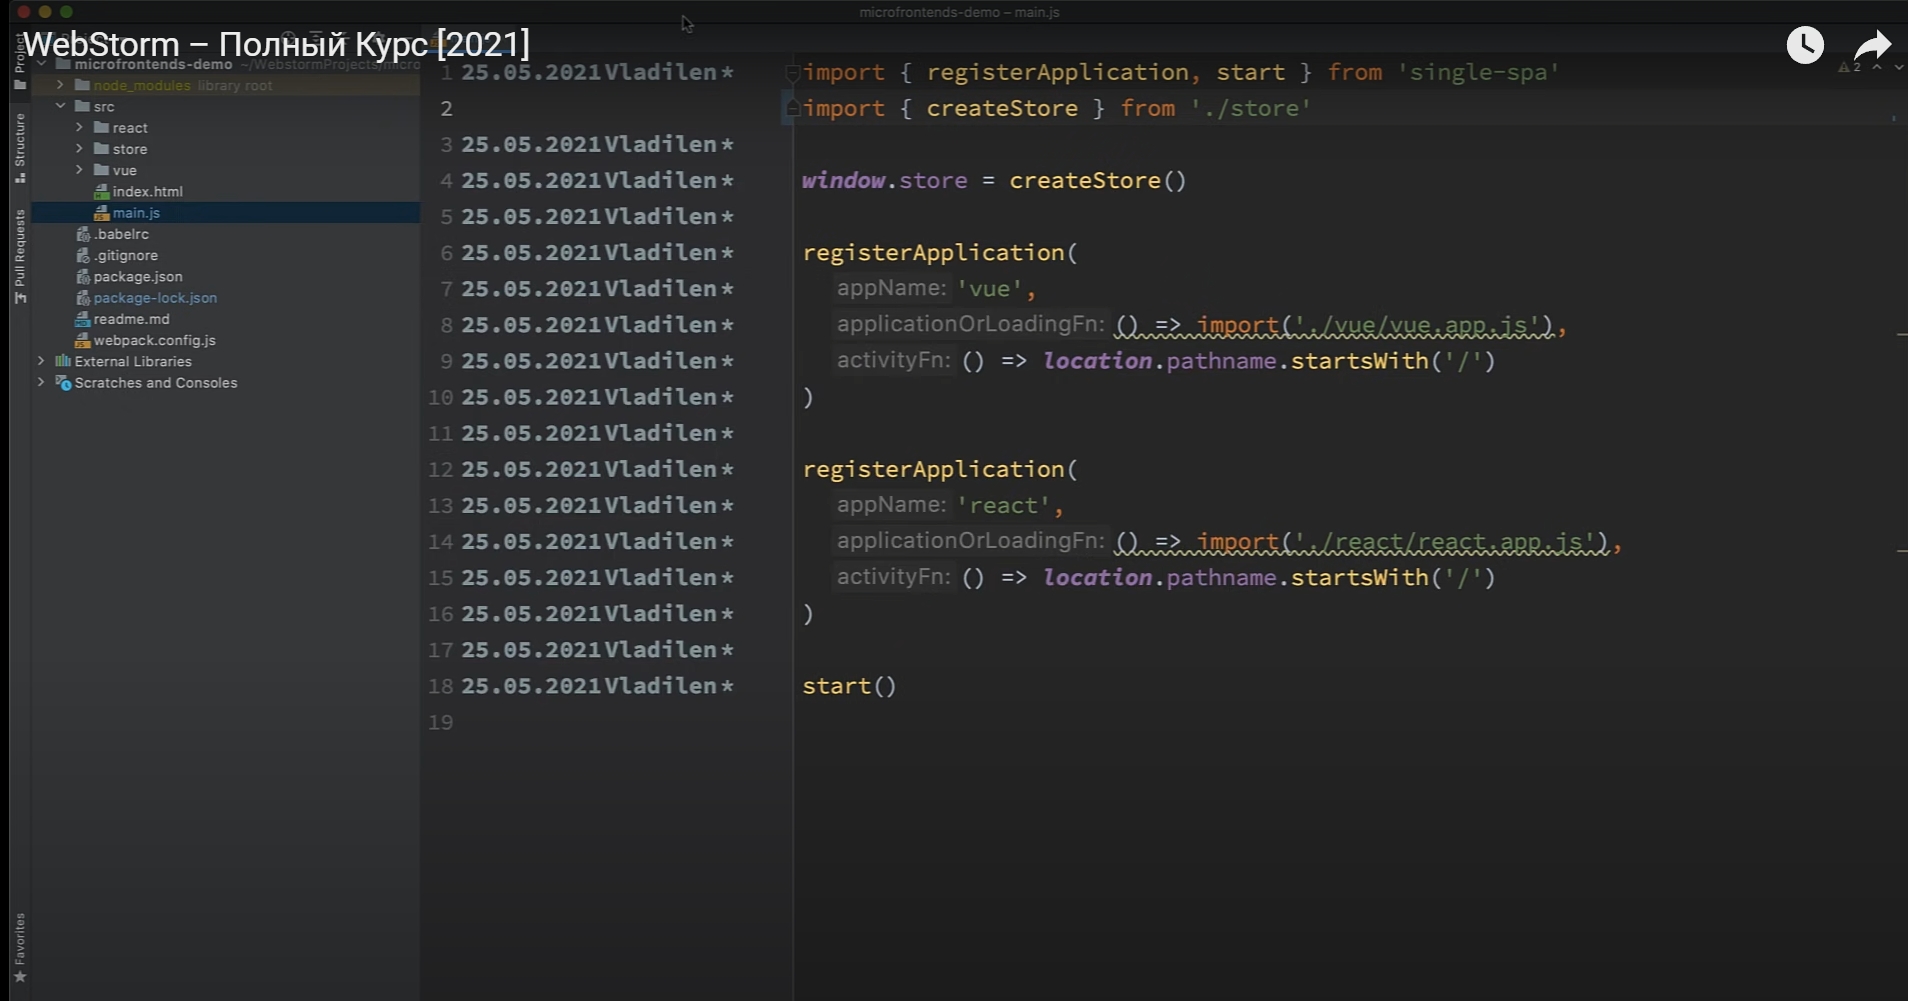 microfrontends-demo – main.js
WebStorm – Полный Курс [2021]
Project
Structure
Pull Requests
Favorites
microfrontends-demo ~/WebstormProjects/micro
node_modules library root
src
react
store
vue
index.html
main.js
.babelrc
.gitignore
package.json
package-lock.json
readme.md
webpack.config.js
External Libraries
Scratches and Consoles
2
1 25.05.2021 Vladilen* import { registerApplication, start } from 'single-spa'
2 import { createStore } from './store'
3 25.05.2021 Vladilen*
4 25.05.2021 Vladilen* window.store = createStore()
5 25.05.2021 Vladilen*
6 25.05.2021 Vladilen* registerApplication(
7 25.05.2021 Vladilen* appName: 'vue',
8 25.05.2021 Vladilen* applicationOrLoadingFn: () => import('./vue/vue.app.js'),
9 25.05.2021 Vladilen* activityFn: () => location.pathname.startsWith('/')
10 25.05.2021 Vladilen* )
11 25.05.2021 Vladilen*
12 25.05.2021 Vladilen* registerApplication(
13 25.05.2021 Vladilen* appName: 'react',
14 25.05.2021 Vladilen* applicationOrLoadingFn: () => import('./react/react.app.js'),
15 25.05.2021 Vladilen* activityFn: () => location.pathname.startsWith('/')
16 25.05.2021 Vladilen* )
17 25.05.2021 Vladilen*
18 25.05.2021 Vladilen* start()
19